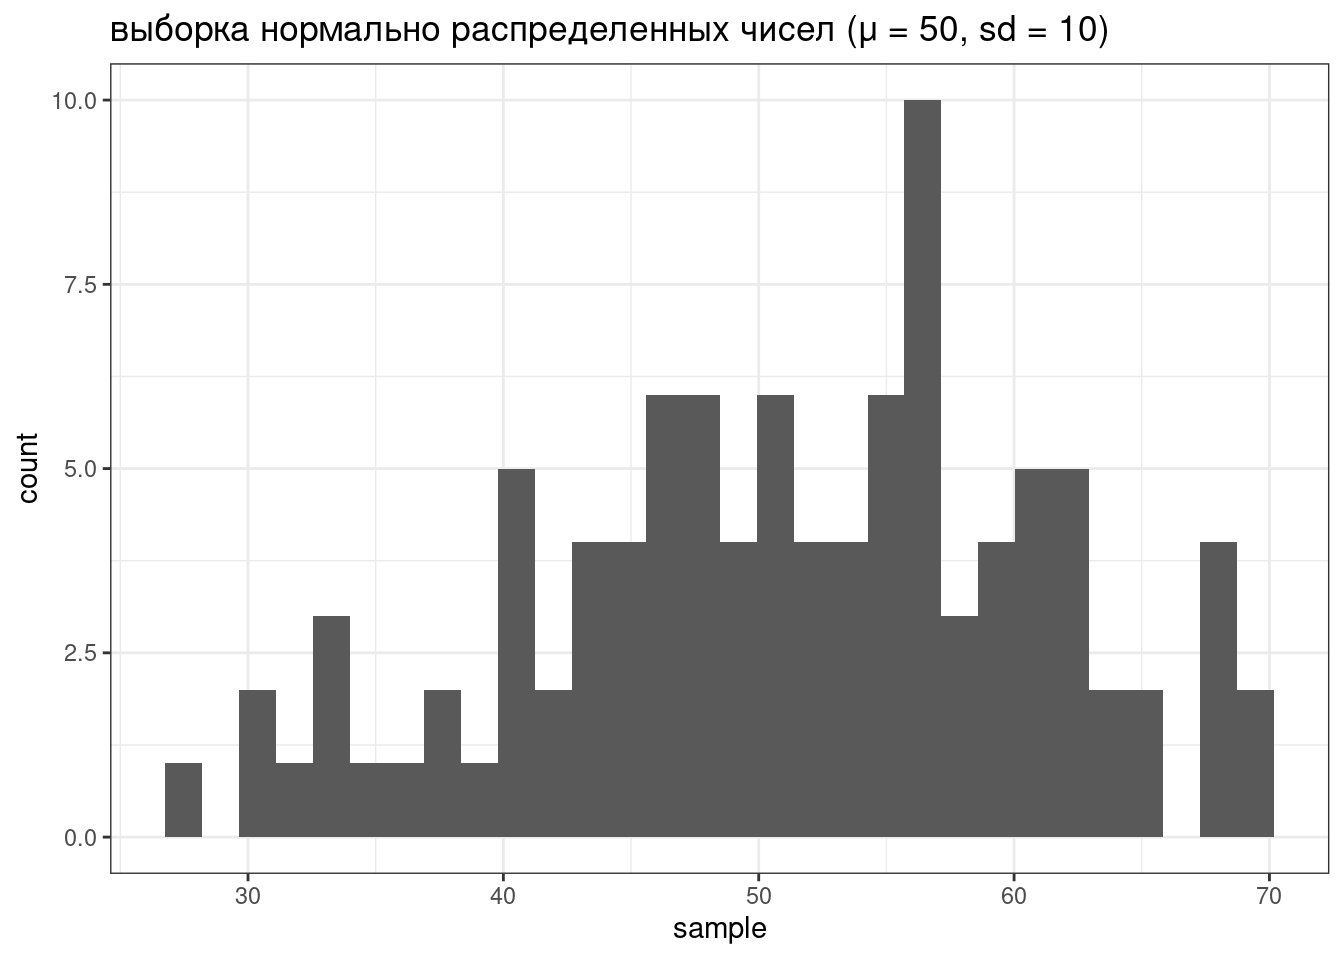 выборка нормально распределенных чисел (μ = 50, sd = 10)
10.0
7.5
5.0
2.5
0.0
count
30 40 50 60 70
sample